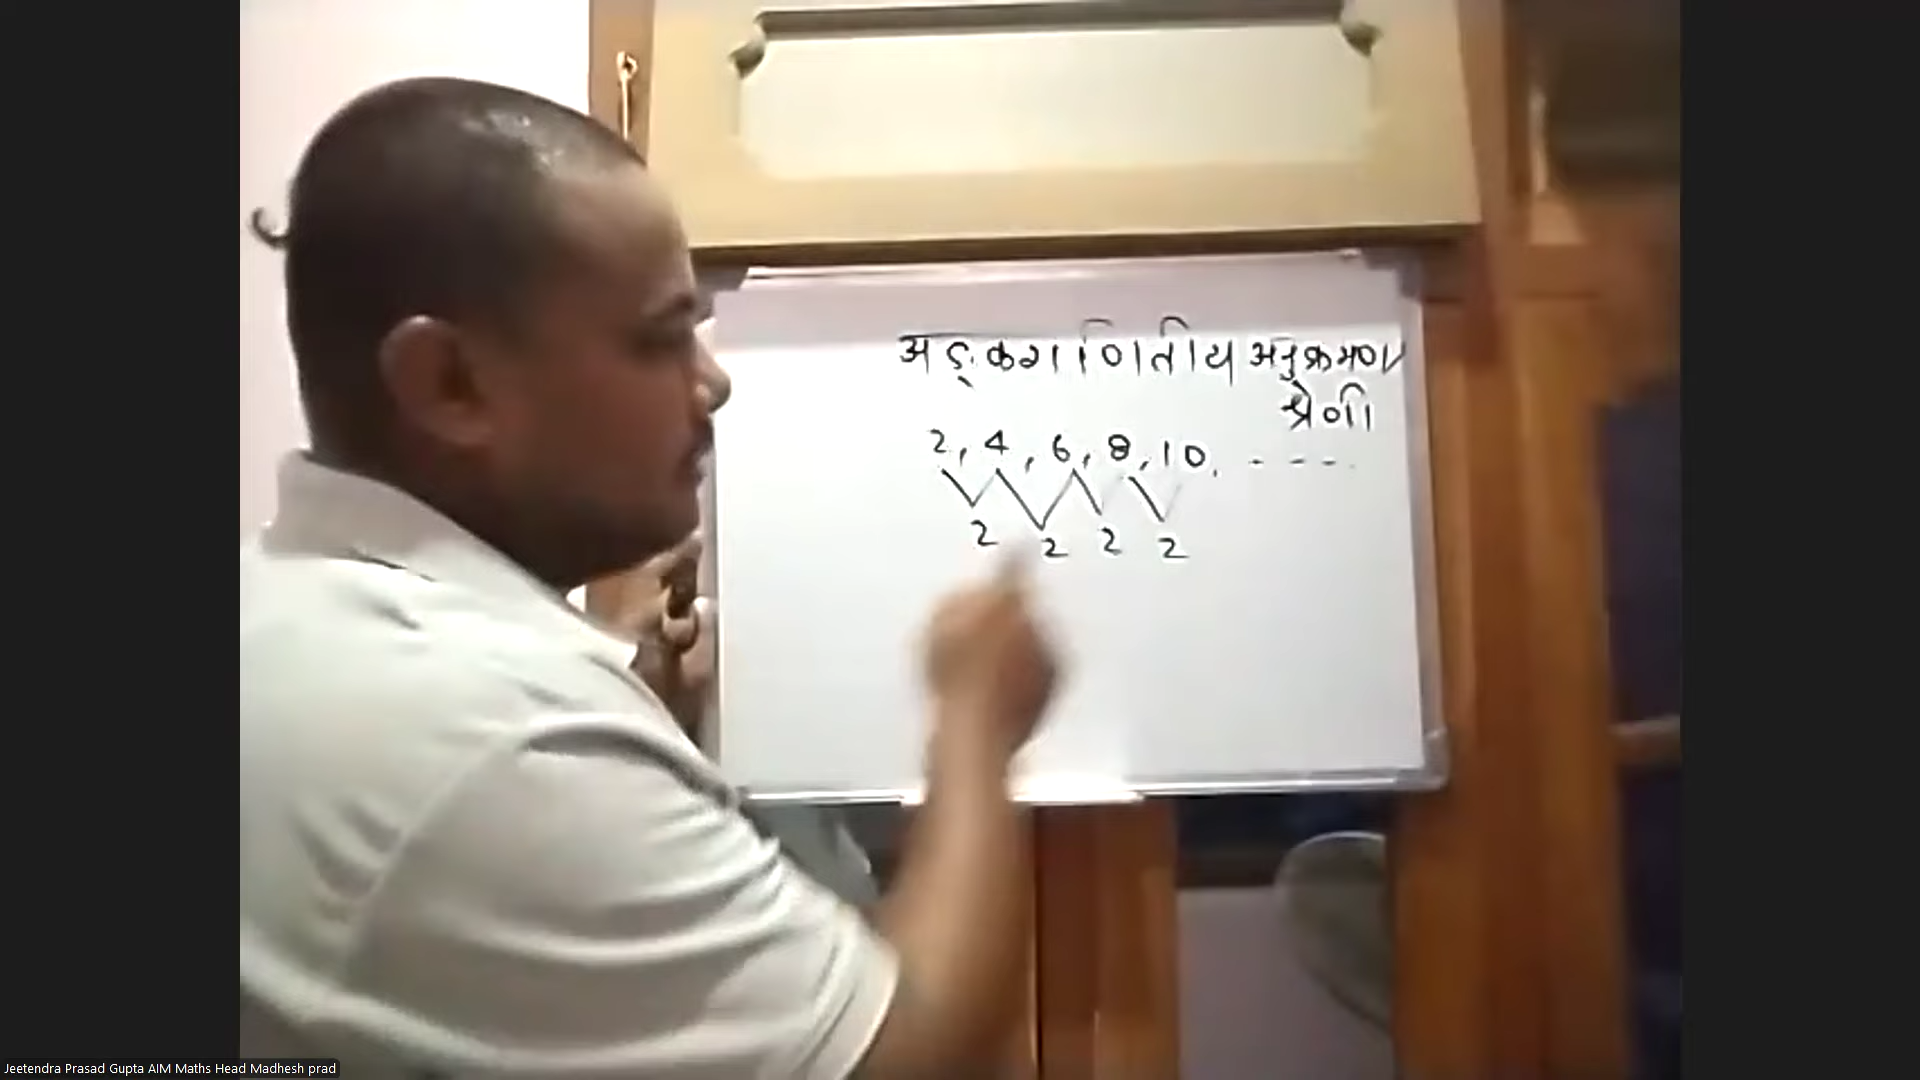 अङ्कगणितीय अनुक्रमण
श्रेणी
2, 4, 6, 8, 10, - - - -
2 2 2 2
Jeetendra Prasad Gupta AIM Maths Head Madhesh prad